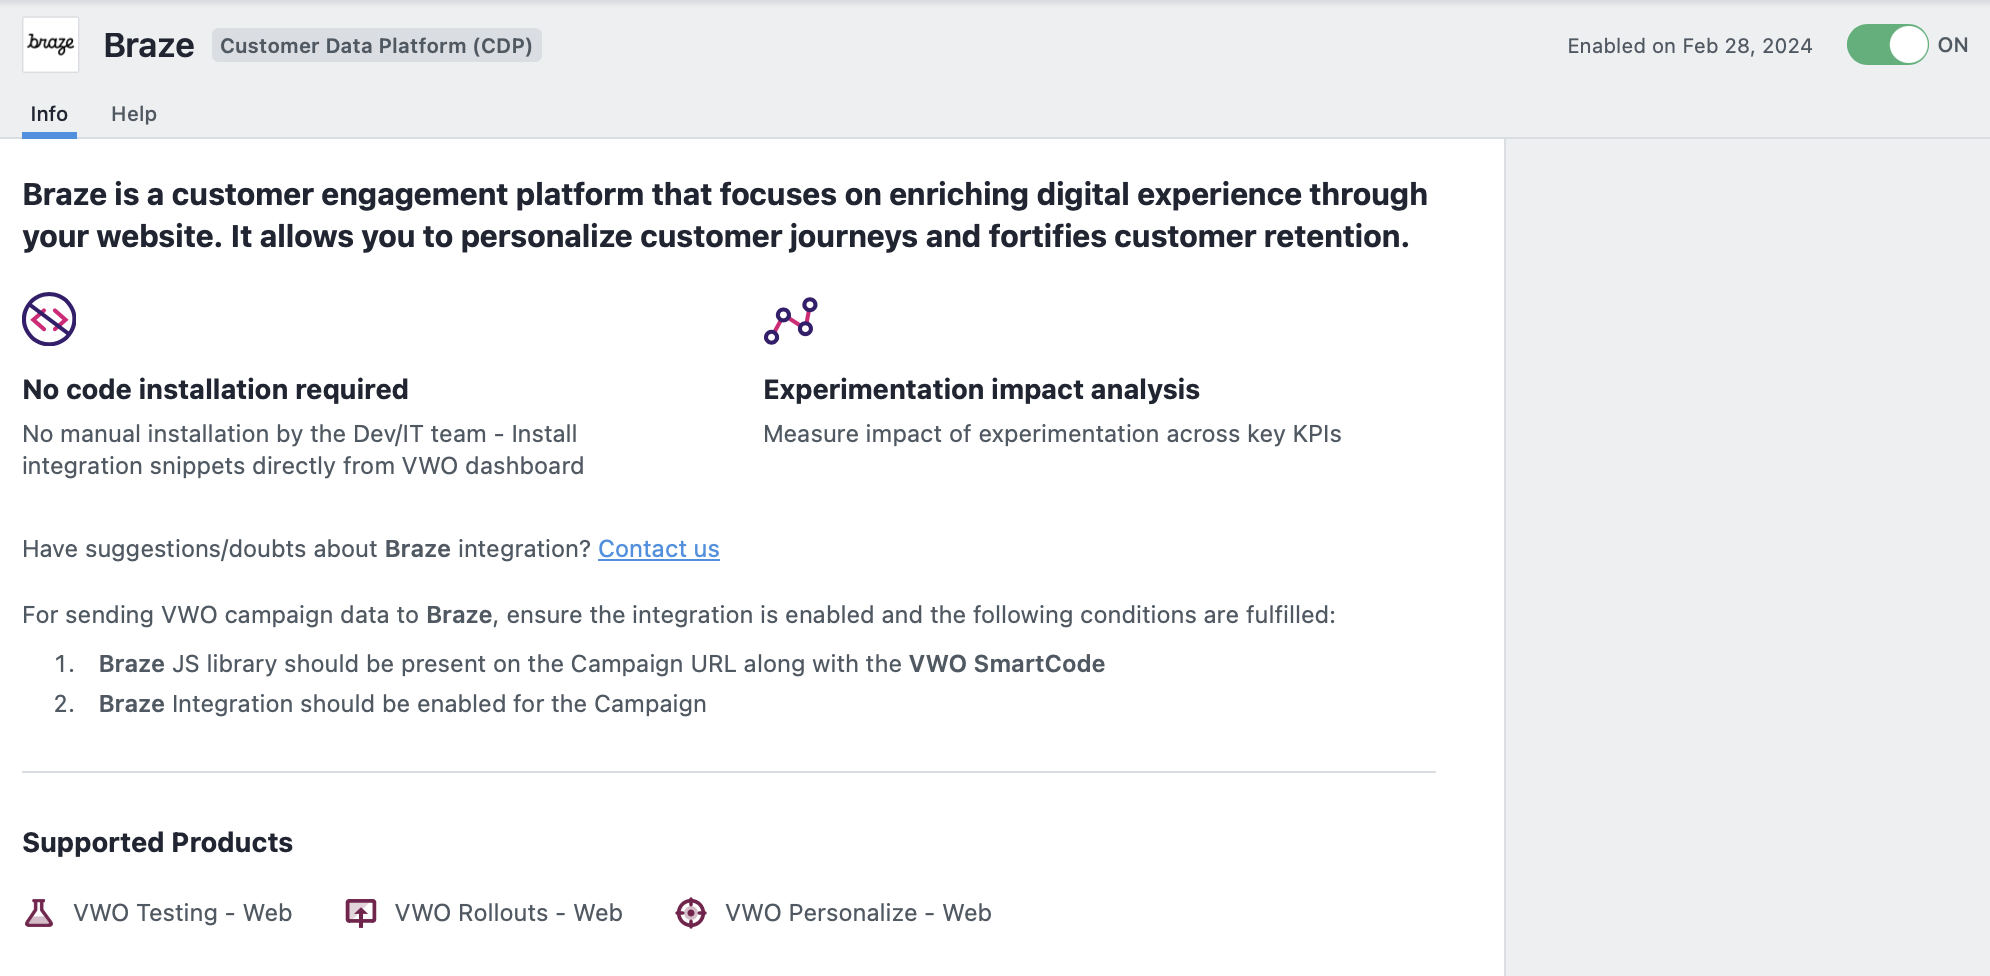 braze
Braze
Customer Data Platform (CDP)
Enabled on Feb 28, 2024
ON
Info
Help
Braze is a customer engagement platform that focuses on enriching digital experience through
your website. It allows you to personalize customer journeys and fortifies customer retention.
No code installation required
No manual installation by the Dev/IT team - Install
integration snippets directly from VWO dashboard
Experimentation impact analysis
Measure impact of experimentation across key KPIs
Have suggestions/doubts about Braze integration? Contact us
For sending VWO campaign data to Braze, ensure the integration is enabled and the following conditions are fulfilled:
1. Braze JS library should be present on the Campaign URL along with the VWO SmartCode
2. Braze Integration should be enabled for the Campaign
Supported Products
VWO Testing - Web
VWO Rollouts - Web
VWO Personalize - Web